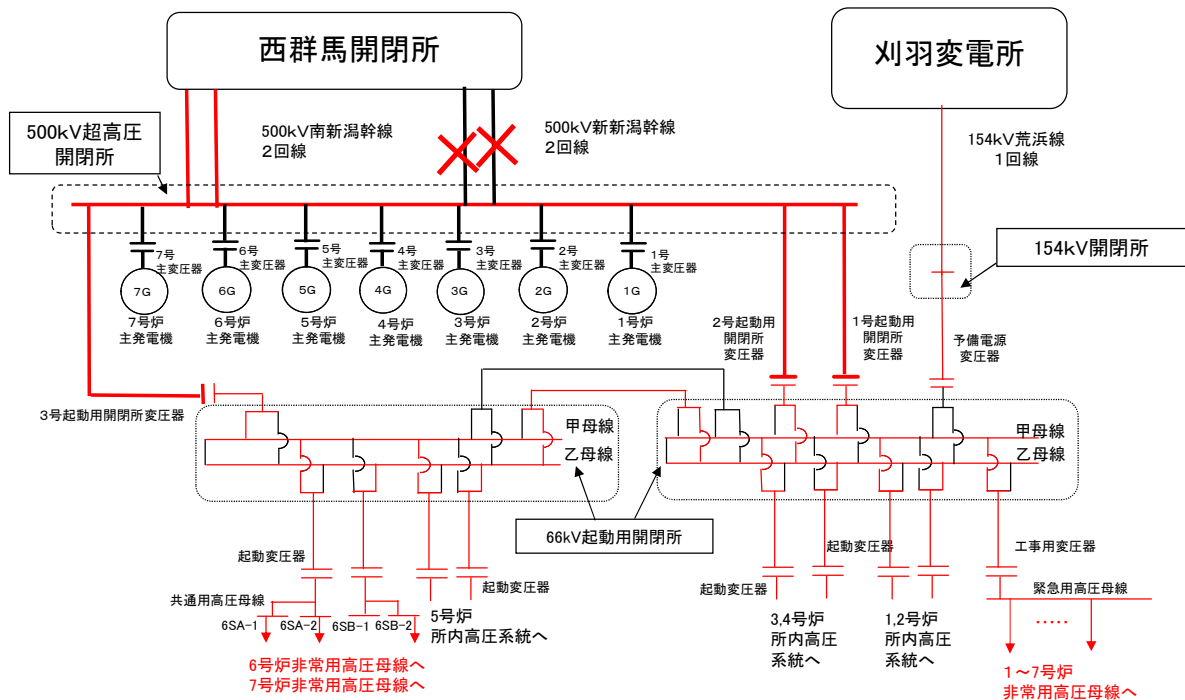 西群馬開閉所
刈羽変電所
500kV超高圧
開閉所
500kV南新潟幹線
2回線
500kV新新潟幹線
2回線
154kV荒浜線
1回線
154kV開閉所
7号
主変圧器
6号
主変圧器
5号
主変圧器
4号
主変圧器
3号
主変圧器
2号
主変圧器
1号
主変圧器
7G
6G
5G
4G
3G
2G
1G
7号炉
主発電機
6号炉
主発電機
5号炉
主発電機
4号炉
主発電機
3号炉
主発電機
2号炉
主発電機
1号炉
主発電機
2号起動用
開閉所
変圧器
1号起動用
開閉所
変圧器
予備電源
変圧器
3号起動用開閉所変圧器
甲母線
乙母線
甲母線
乙母線
66kV起動用開閉所
起動変圧器
起動変圧器
起動変圧器
起動変圧器
工事用変圧器
共通用高圧母線
6SA-1
6SA-2
6SB-1
6SB-2
5号炉
所内高圧系統へ
3,4号炉
所内高圧
系統へ
1,2号炉
所内高圧
系統へ
緊急用高圧母線
.....
6号炉非常用高圧母線へ
7号炉非常用高圧母線へ
1～7号炉
非常用高圧母線へ